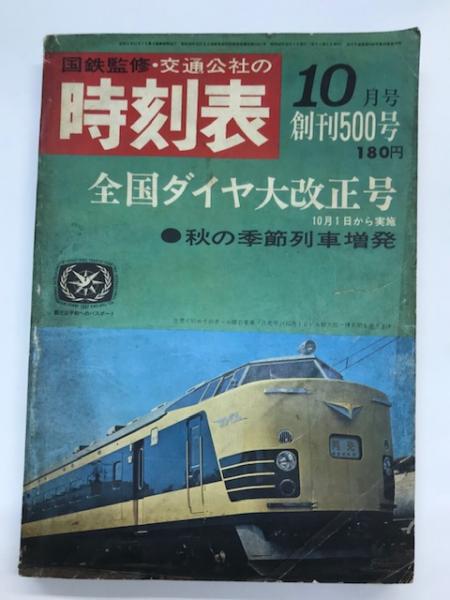 国鉄監修・交通公社の
時刻表
10月号
創刊500号
180円
全国ダイヤ大改正号
10月1日から実施
●秋の季節列車増発